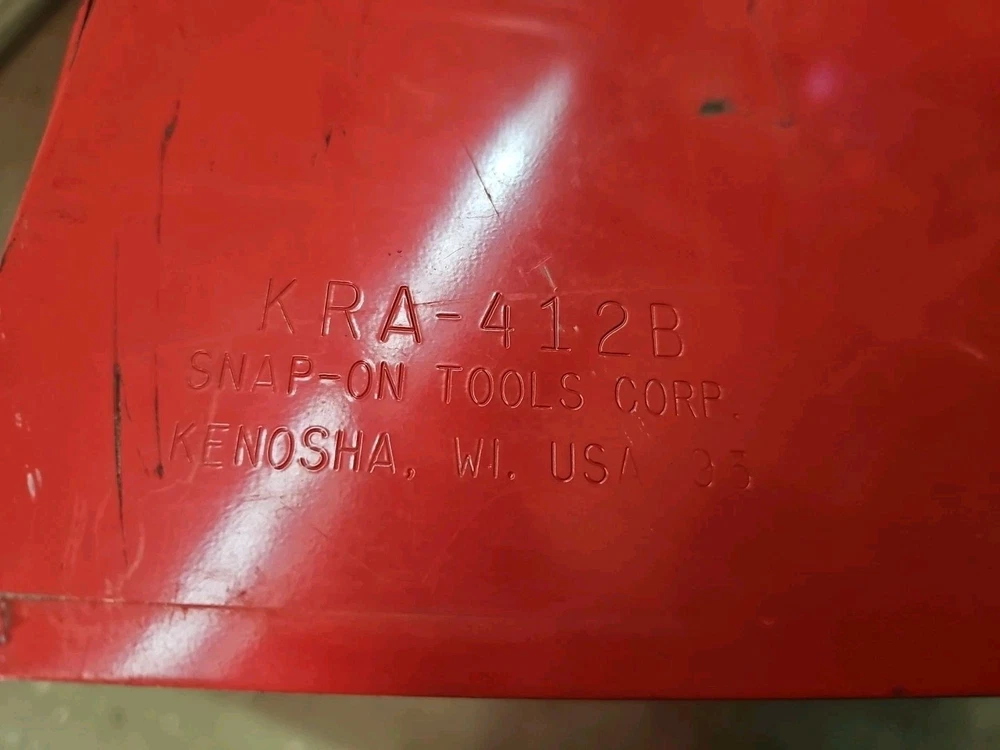 KRA-412B
SNAP-ON TOOLS CORP.
KENOSHA, WI. USA